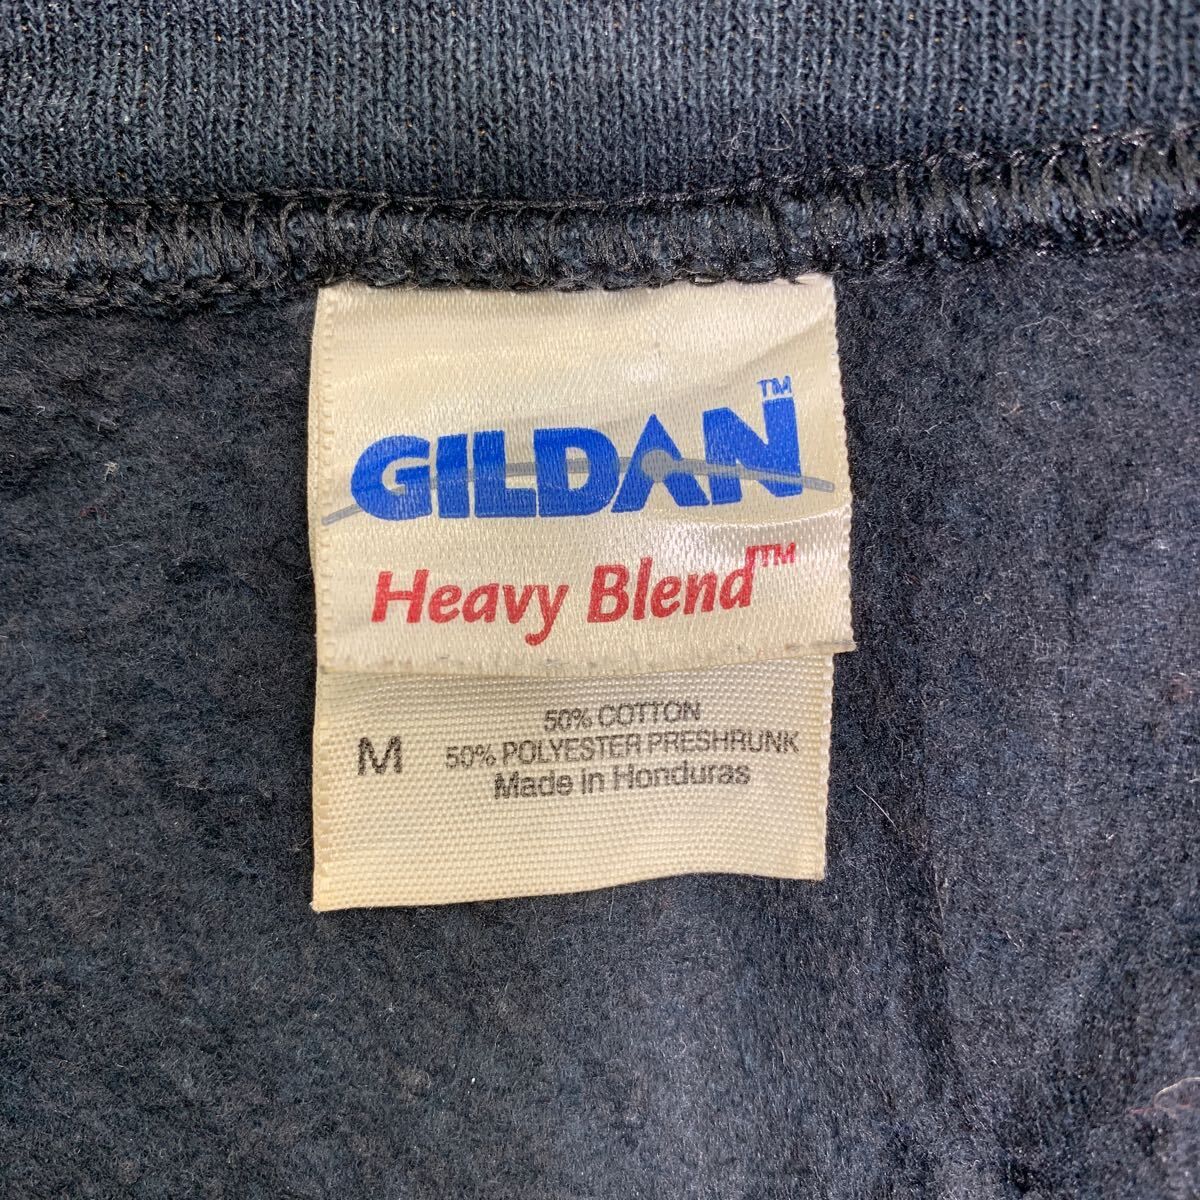 GILDAN™
Heavy Blend™
M
50% COTTON
50% POLYESTER PRESHRUNK
Made in Honduras